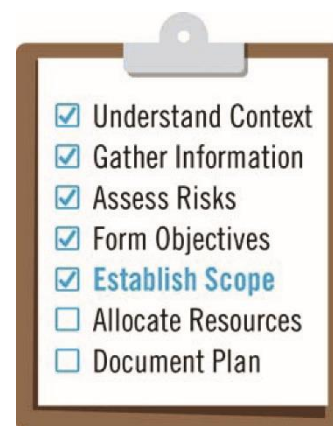 Understand Context
Gather Information
Assess Risks
Form Objectives
Establish Scope
Allocate Resources
Document Plan